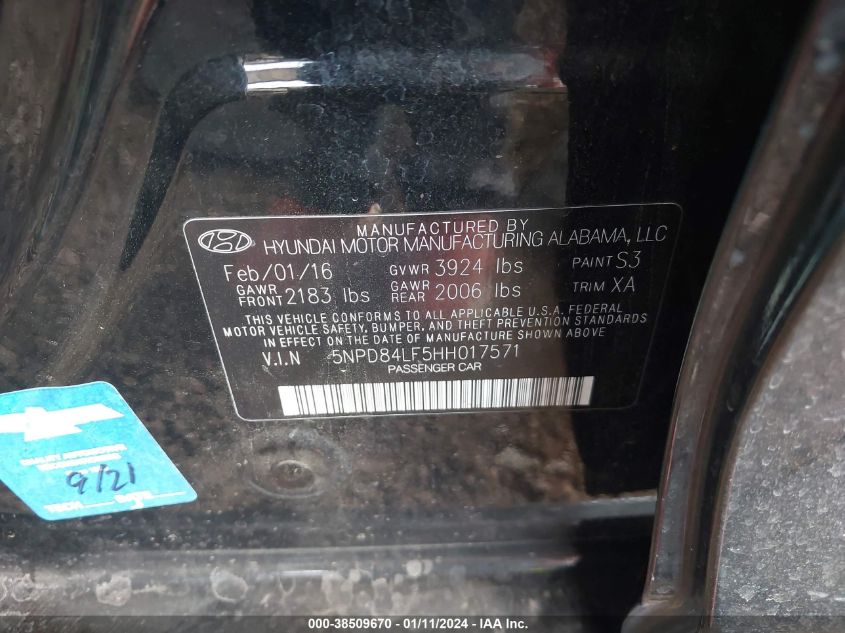 MANUFACTURED BY
HYUNDAI MOTOR MANUFACTURING ALABAMA, LLC
Feb/01/16 GVWR 3924 lbs PAINT S3
GAWR FRONT 2183 lbs GAWR REAR 2006 lbs TRIM XA
THIS VEHICLE CONFORMS TO ALL APPLICABLE U.S.A. FEDERAL
MOTOR VEHICLE SAFETY, BUMPER, AND THEFT PREVENTION STANDARDS
IN EFFECT ON THE DATE OF MANUFACTURE SHOWN ABOVE.
V.I.N 5NPD84LF5HH017571
PASSENGER CAR
9/21
TECH DATE
000-38509670 - 01/11/2024 - IAA Inc.